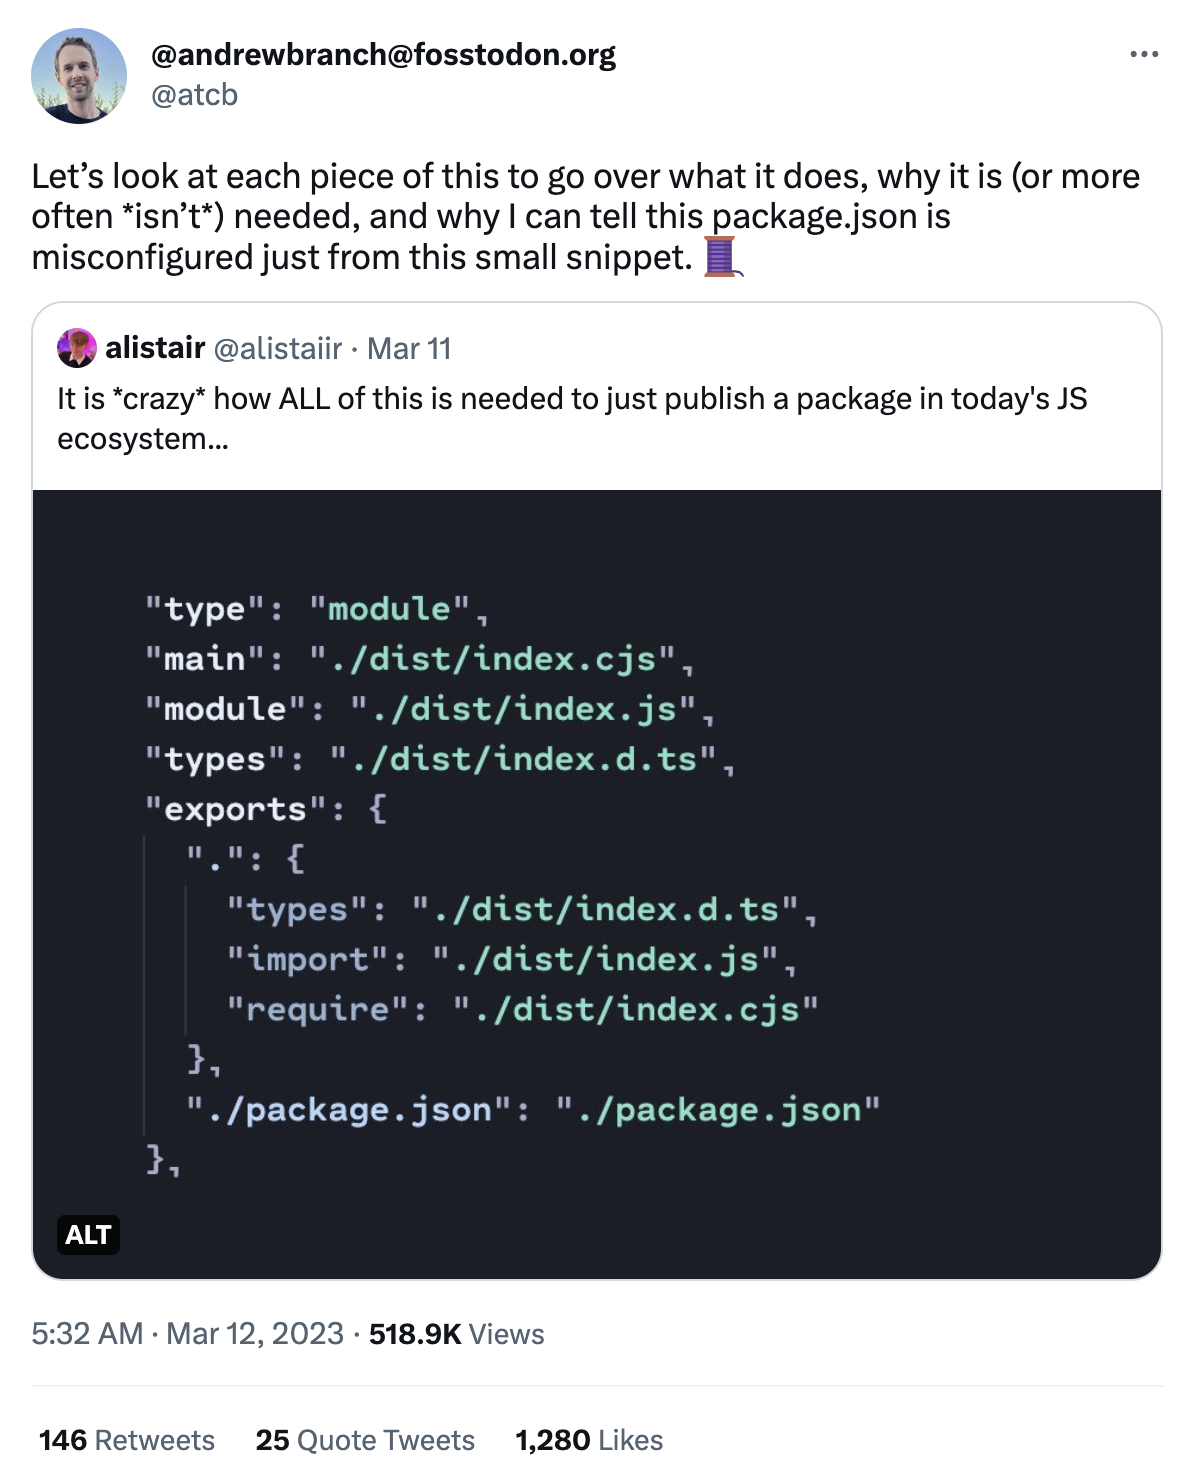 @andrewbranch@fosstodon.org
@atcb
Let’s look at each piece of this to go over what it does, why it is (or more
often *isn’t*) needed, and why I can tell this package.json is
misconfigured just from this small snippet. 🧵
alistair @alistaiir · Mar 11
It is *crazy* how ALL of this is needed to just publish a package in today's JS
ecosystem...
"type": "module",
"main": "./dist/index.cjs",
"module": "./dist/index.js",
"types": "./dist/index.d.ts",
"exports": {
".": {
"types": "./dist/index.d.ts",
"import": "./dist/index.js",
"require": "./dist/index.cjs"
},
"./package.json": "./package.json"
},
ALT
5:32 AM · Mar 12, 2023 · 518.9K Views
146 Retweets 25 Quote Tweets 1,280 Likes